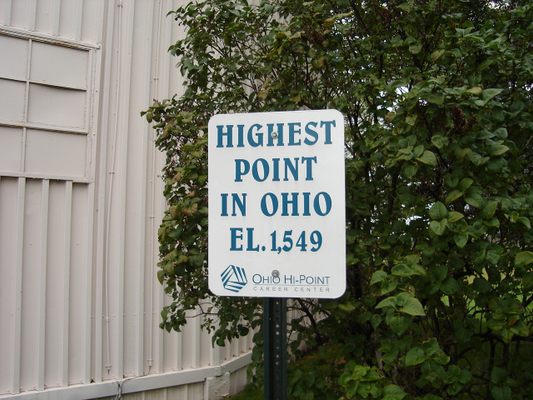 HIGHEST
POINT
IN OHIO
EL. 1,549
OHIO HI-POINT
CAREER CENTER